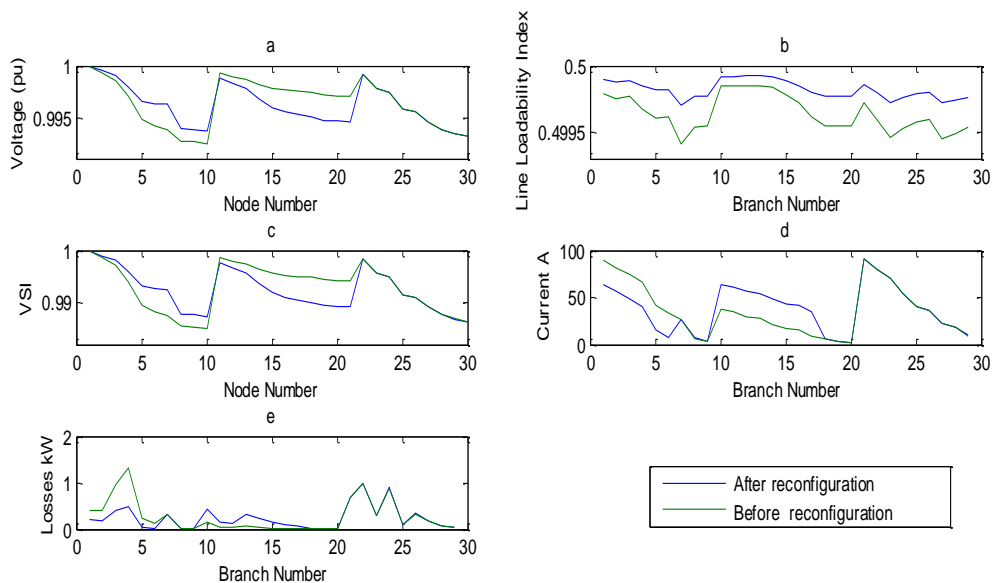 a
Voltage (pu)
1
0.995
0 5 10 15 20 25 30
Node Number
b
Line Loadability Index
0.5
0.4995
0 5 10 15 20 25 30
Branch Number
c
VSI
1
0.99
0 5 10 15 20 25 30
Node Number
d
Current A
100
50
0
0 5 10 15 20 25 30
Branch Number
e
Losses kW
2
1
0
0 5 10 15 20 25 30
Branch Number
After reconfiguration
Before reconfiguration